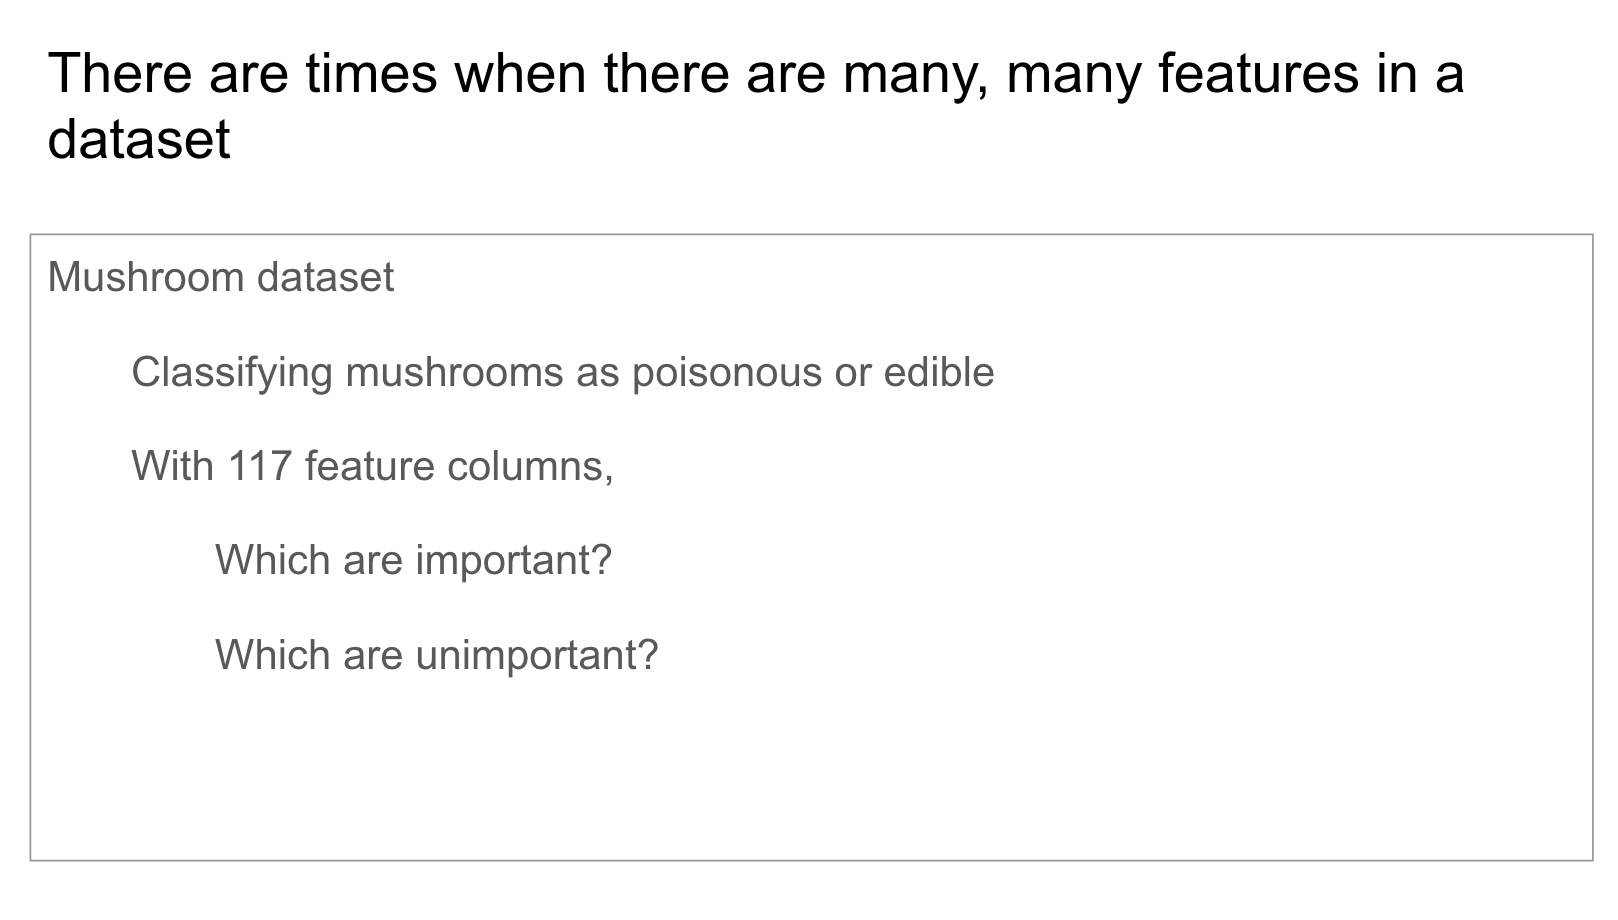 There are times when there are many, many features in a
dataset
Mushroom dataset
Classifying mushrooms as poisonous or edible
With 117 feature columns,
Which are important?
Which are unimportant?